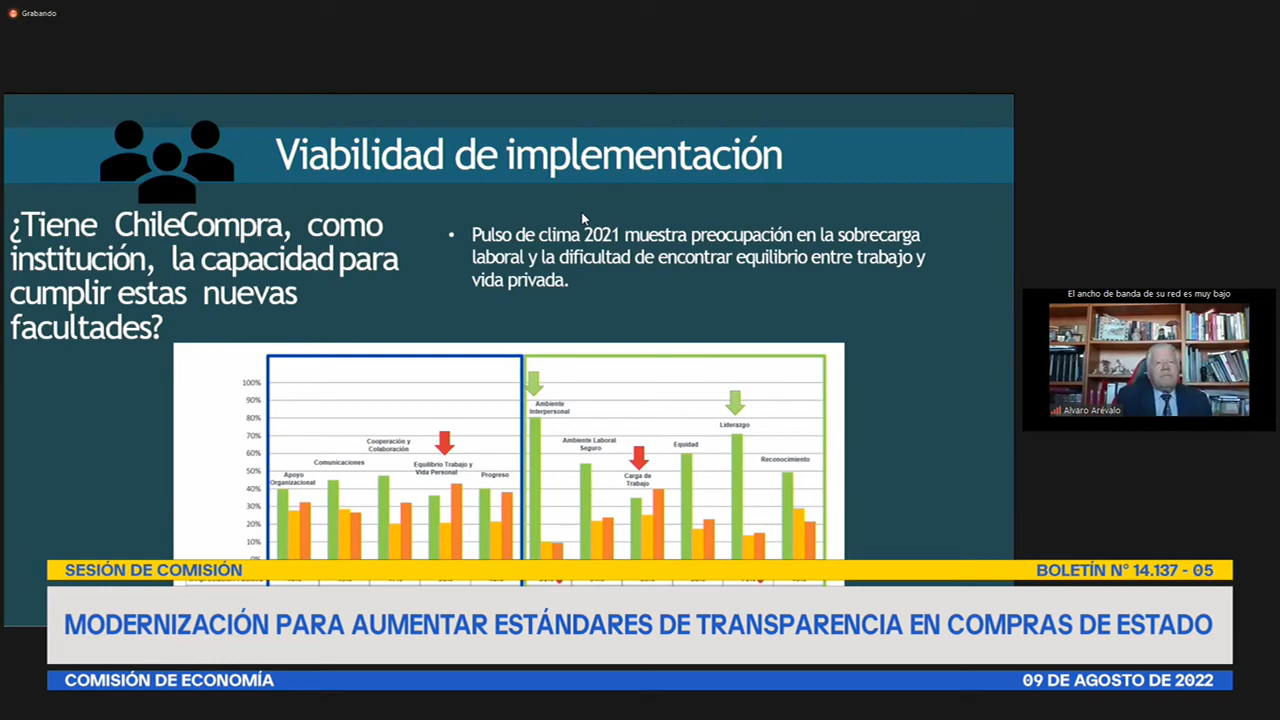 Grabando
Viabilidad de implementación
¿Tiene ChileCompra, como
institución, la capacidad para
cumplir estas nuevas
facultades?
• Pulso de clima 2021 muestra preocupación en la sobrecarga
laboral y la dificultad de encontrar equilibrio entre trabajo y
vida privada.
El ancho de banda de su red es muy bajo
Alvaro Arévalo
100%
90%
80%
70%
60%
50%
40%
30%
20%
10%
0%
Apoyo
Organizacional
Comunicaciones
Cooperación y
Colaboración
Equilibrio Trabajo y
Vida Personal
Progreso
Ambiente
Interpersonal
Ambiente Laboral
Seguro
Carga de
Trabajo
Equidad
Liderazgo
Reconocimiento
SESIÓN DE COMISIÓN
BOLETÍN N° 14.137 - 05
MODERNIZACIÓN PARA AUMENTAR ESTÁNDARES DE TRANSPARENCIA EN COMPRAS DE ESTADO
COMISIÓN DE ECONOMÍA
09 DE AGOSTO DE 2022